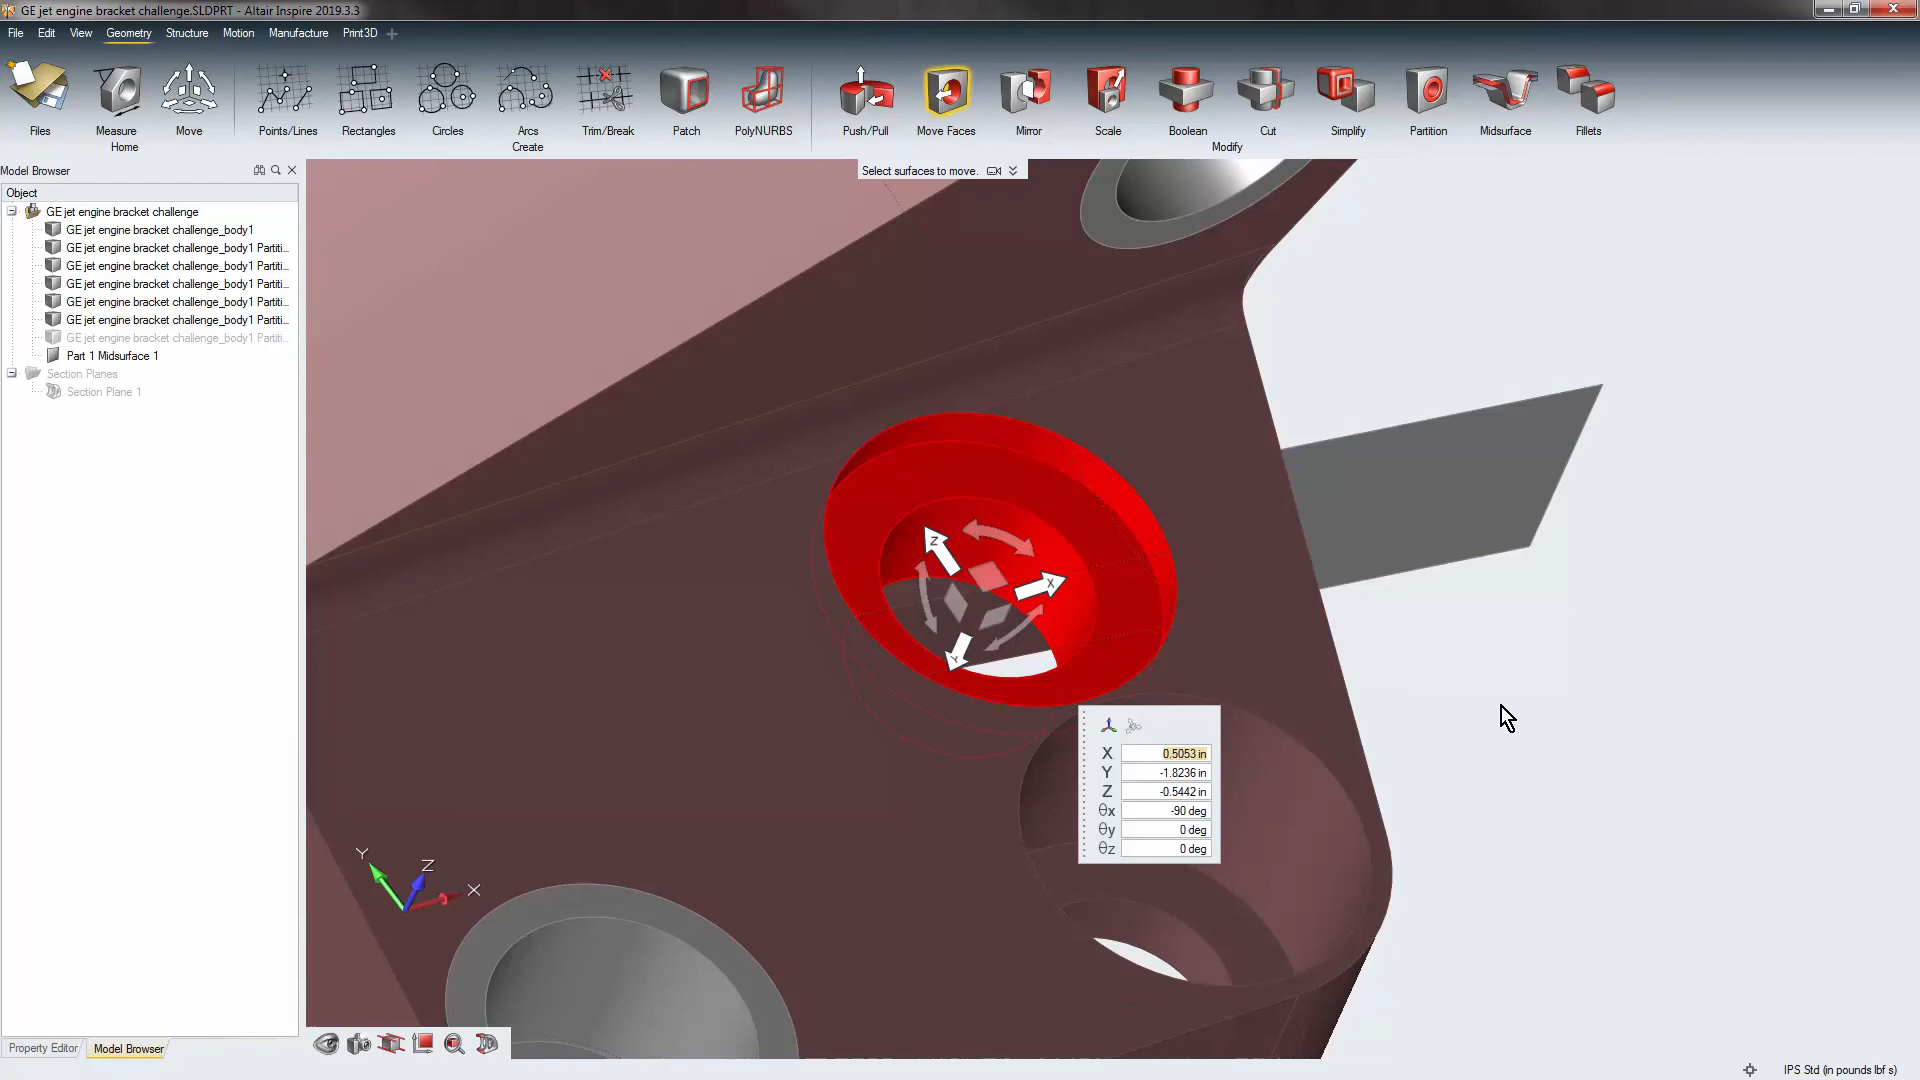 GE jet engine bracket challenge.SLDPRT - Altair Inspire 2019.3.3
File Edit View Geometry Structure Motion Manufacture Print3D
Files Measure Move Points/Lines Rectangles Circles Arcs Trim/Break Patch PolyNURBS Push/Pull Move Faces Mirror Scale Boolean Cut Simplify Partition Midsurface Fillets
Home Create Modify
Model Browser
Select surfaces to move.
Object
GE jet engine bracket challenge
GE jet engine bracket challenge_body1
GE jet engine bracket challenge_body1 Partiti...
GE jet engine bracket challenge_body1 Partiti...
GE jet engine bracket challenge_body1 Partiti...
GE jet engine bracket challenge_body1 Partiti...
GE jet engine bracket challenge_body1 Partiti...
GE jet engine bracket challenge_body1 Partiti...
Part 1 Midsurface 1
Section Planes
Section Plane 1
Z
X
Y
X 0.5053 in
Y -1.8236 in
Z -0.5442 in
θx -90 deg
θy 0 deg
θz 0 deg
Y Z X
Property Editor Model Browser
IPS Std (in pounds lbf s)